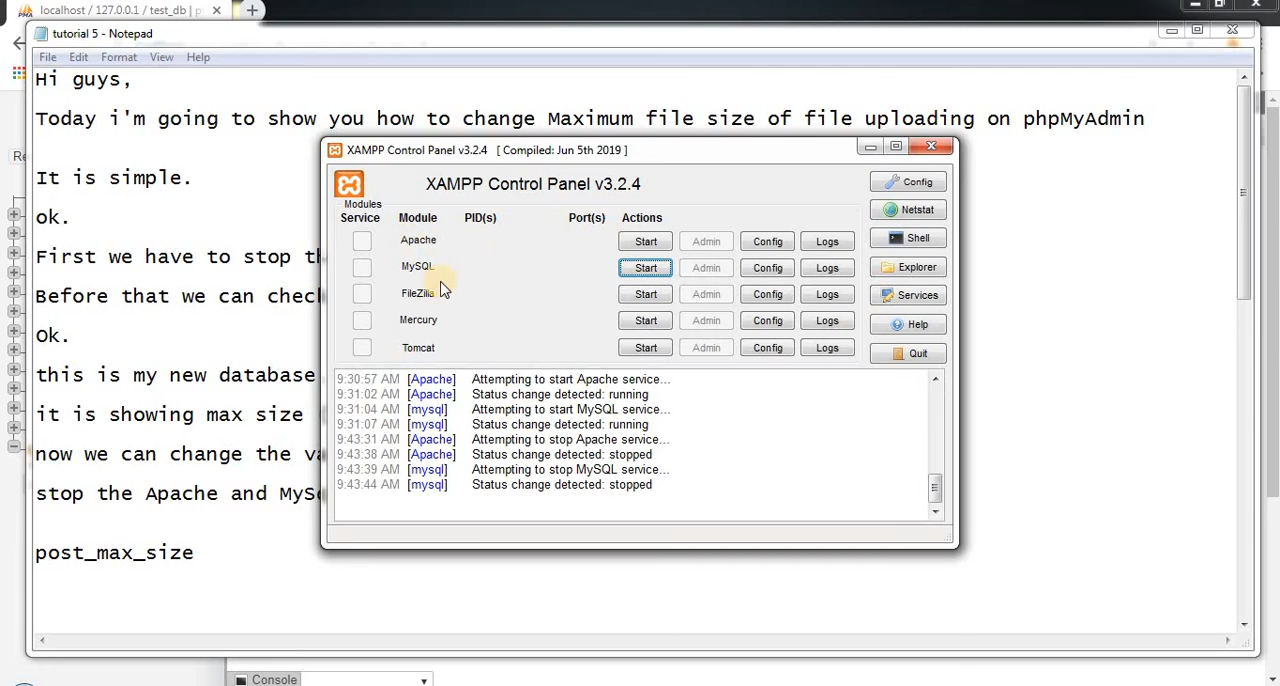 localhost / 127.0.0.1 / test_db | p
tutorial 5 - Notepad
File Edit Format View Help
Hi guys,
Today i'm going to show you how to change Maximum file size of file uploading on phpMyAdmin
It is simple.
ok.
First we have to stop th
Before that we can chec
Ok.
this is my new database
it is showing max size
now we can change the va
stop the Apache and MyS
post_max_size
XAMPP Control Panel v3.2.4 [ Compiled: Jun 5th 2019 ]
XAMPP Control Panel v3.2.4
Config
Modules
Netstat
Service Module PID(s) Port(s) Actions
Apache Start Admin Config Logs
Shell
MySQL Start Admin Config Logs
Explorer
FileZilla Start Admin Config Logs
Services
Mercury Start Admin Config Logs
Help
Tomcat Start Admin Config Logs
Quit
9:30:57 AM [Apache] Attempting to start Apache service...
9:31:02 AM [Apache] Status change detected: running
9:31:04 AM [mysql] Attempting to start MySQL service...
9:31:07 AM [mysql] Status change detected: running
9:43:31 AM [Apache] Attempting to stop Apache service...
9:43:38 AM [Apache] Status change detected: stopped
9:43:39 AM [mysql] Attempting to stop MySQL service...
9:43:44 AM [mysql] Status change detected: stopped
Re
Console